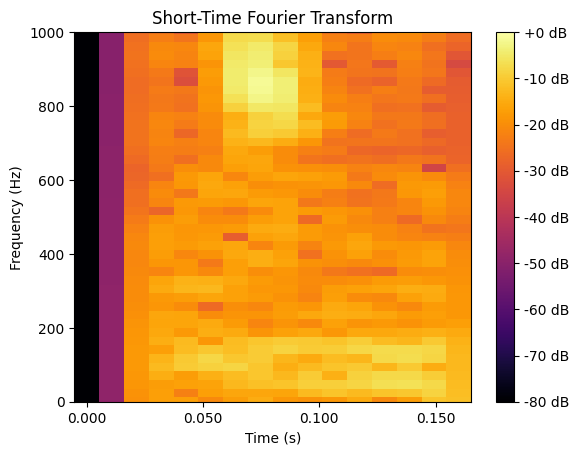 Short-Time Fourier Transform
1000
800
600
400
200
0
Frequency (Hz)
0.000
0.050
0.100
0.150
Time (s)
+0 dB
-10 dB
-20 dB
-30 dB
-40 dB
-50 dB
-60 dB
-70 dB
-80 dB